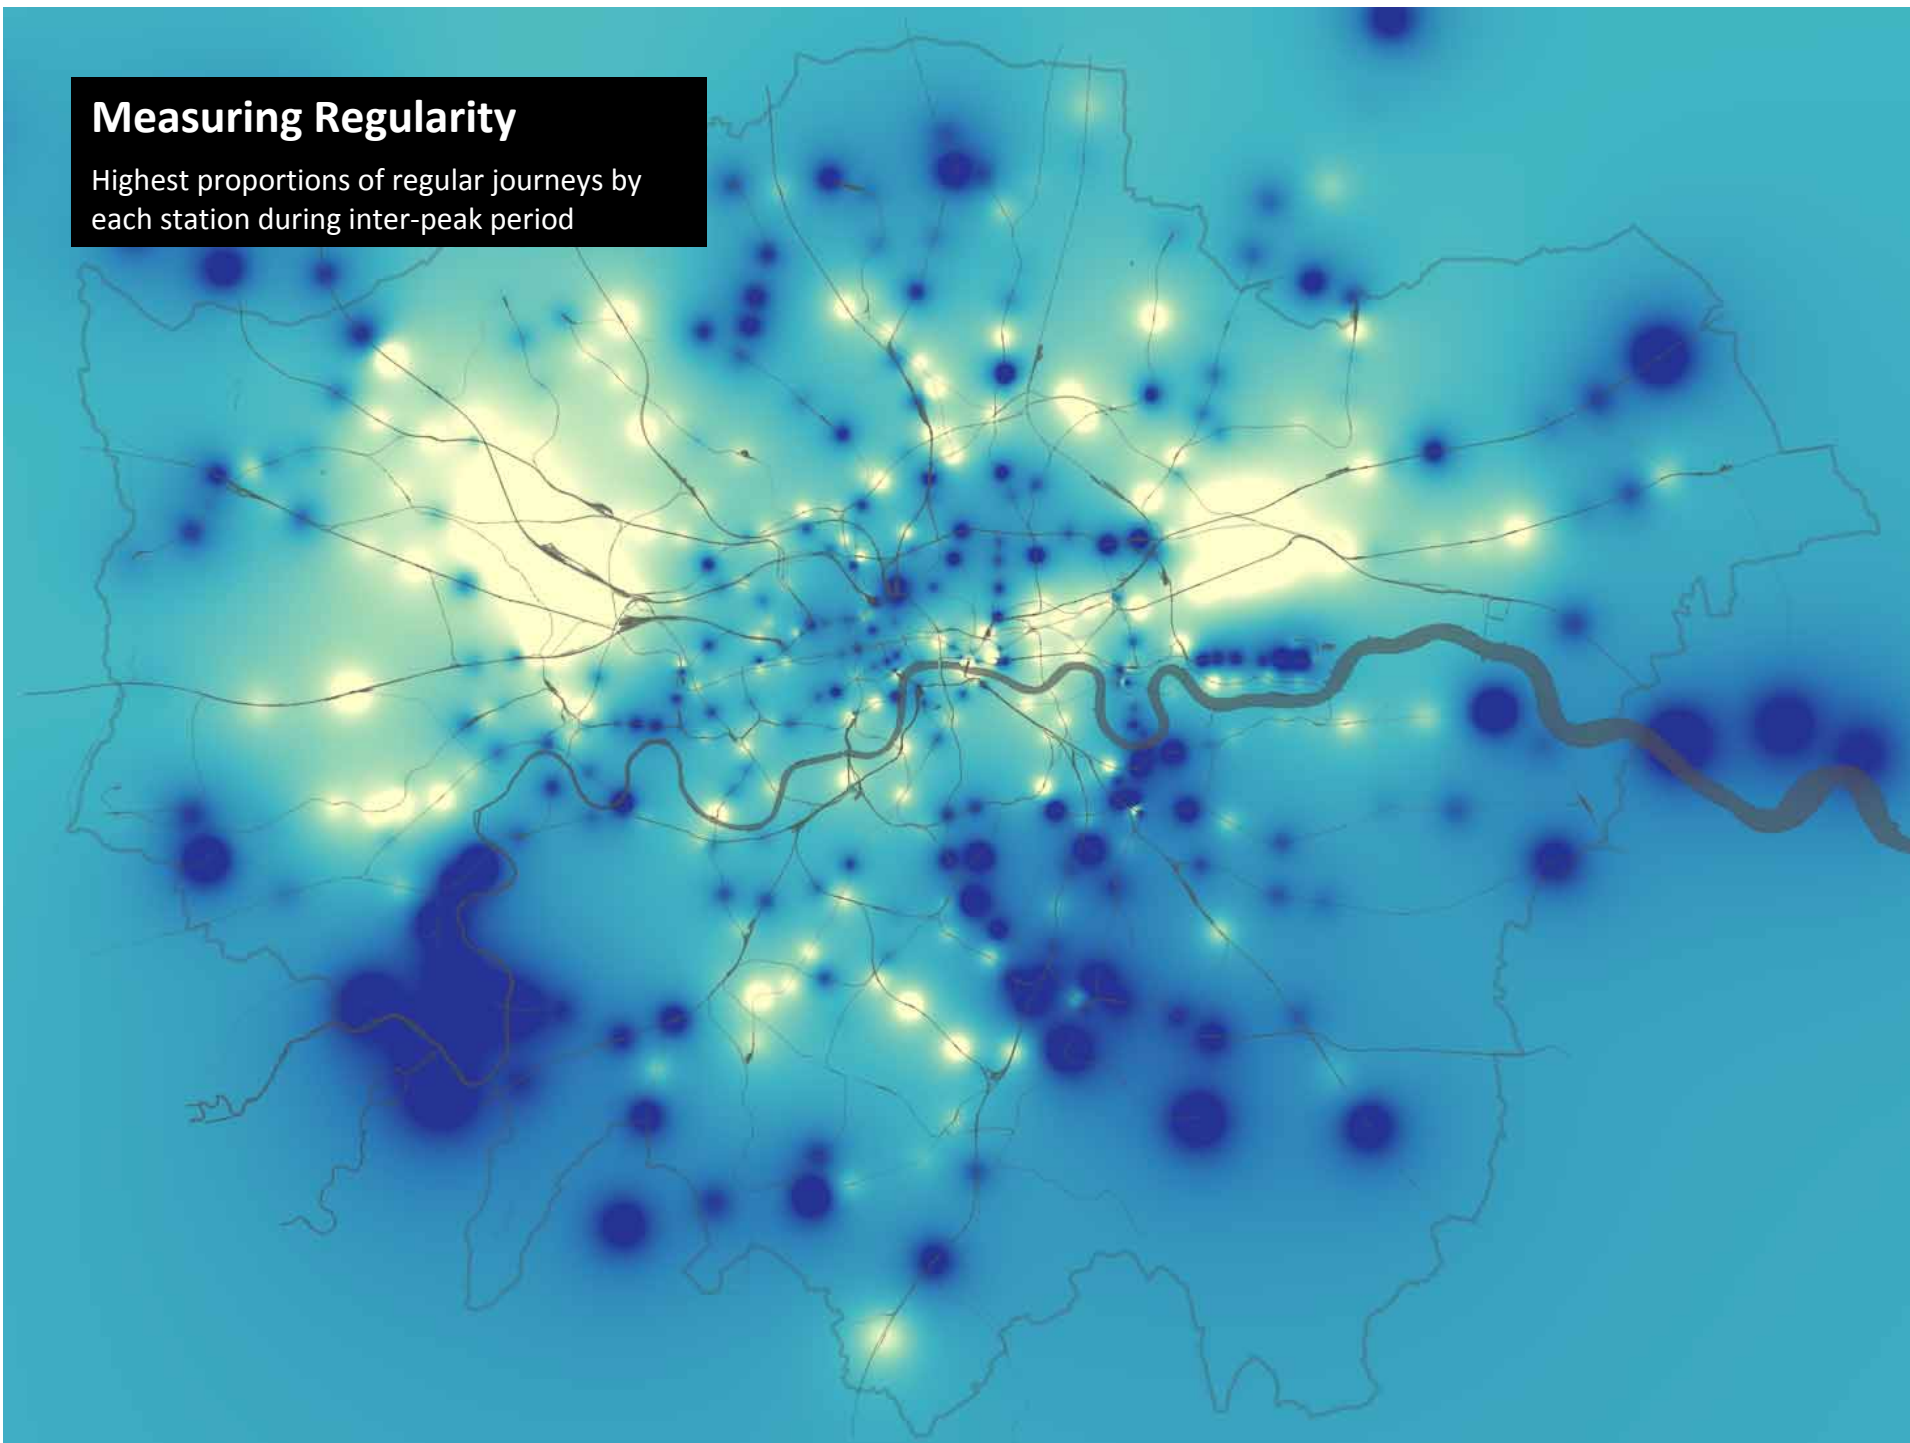 Measuring Regularity
Highest proportions of regular journeys by
each station during inter-peak period